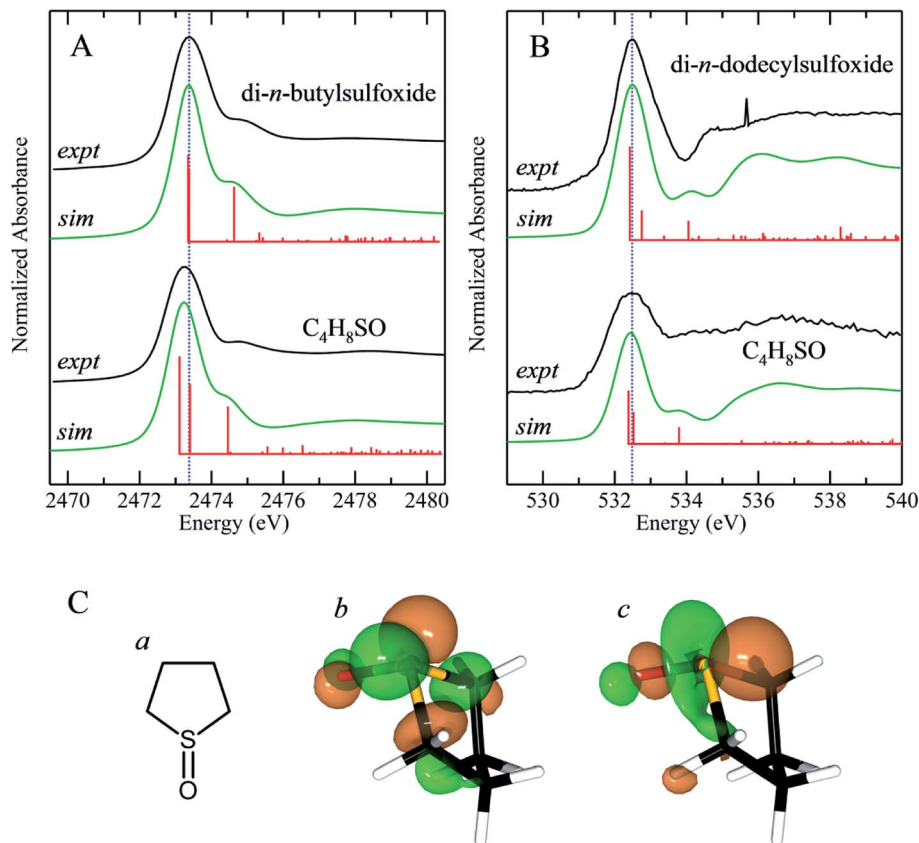 A
di-n-butylsulfoxide
expt
sim
C4H8SO
expt
sim
Normalized Absorbance
2470 2472 2474 2476 2478 2480
Energy (eV)
B
di-n-dodecylsulfoxide
expt
sim
C4H8SO
expt
sim
Normalized Absorbance
530 532 534 536 538 540
Energy (eV)
C
a
b
c
S
O